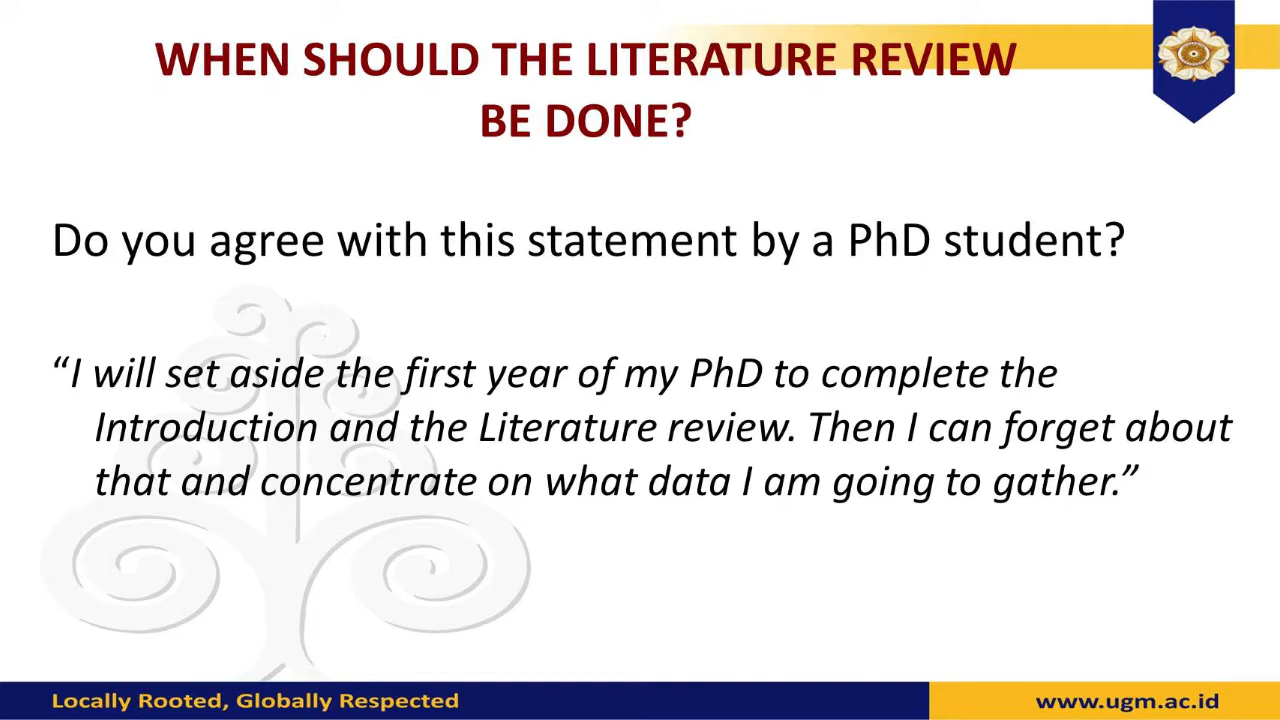 WHEN SHOULD THE LITERATURE REVIEW
BE DONE?
Do you agree with this statement by a PhD student?
“I will set aside the first year of my PhD to complete the
Introduction and the Literature review. Then I can forget about
that and concentrate on what data I am going to gather.”
Locally Rooted, Globally Respected
www.ugm.ac.id